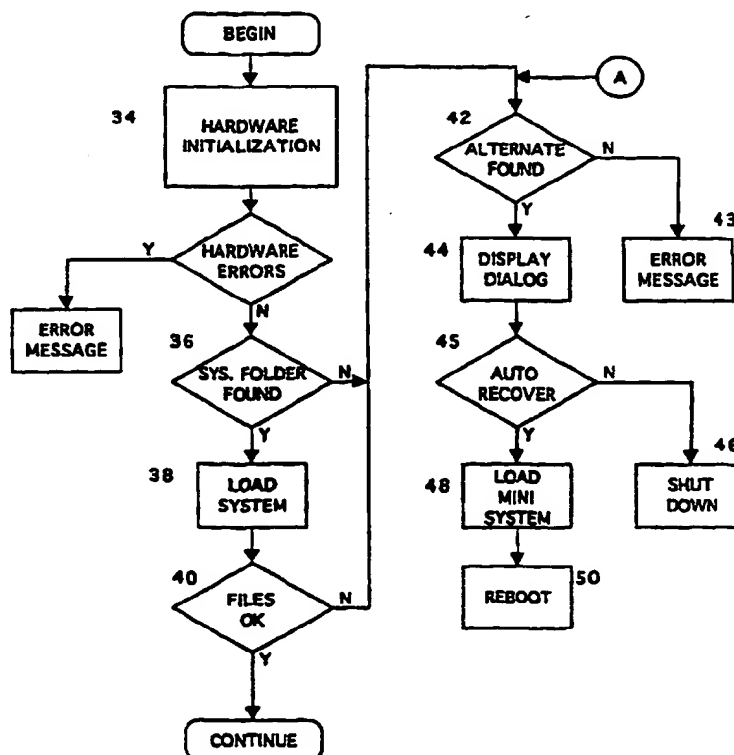 BEGIN
34
HARDWARE
INITIALIZATION
HARDWARE
ERRORS
Y
N
ERROR
MESSAGE
36
SYS. FOLDER
FOUND
N
Y
38
LOAD
SYSTEM
40
FILES
OK
N
Y
CONTINUE
A
42
ALTERNATE
FOUND
N
Y
43
ERROR
MESSAGE
44
DISPLAY
DIALOG
45
AUTO
RECOVER
N
Y
46
SHUT
DOWN
48
LOAD
MINI
SYSTEM
50
REBOOT